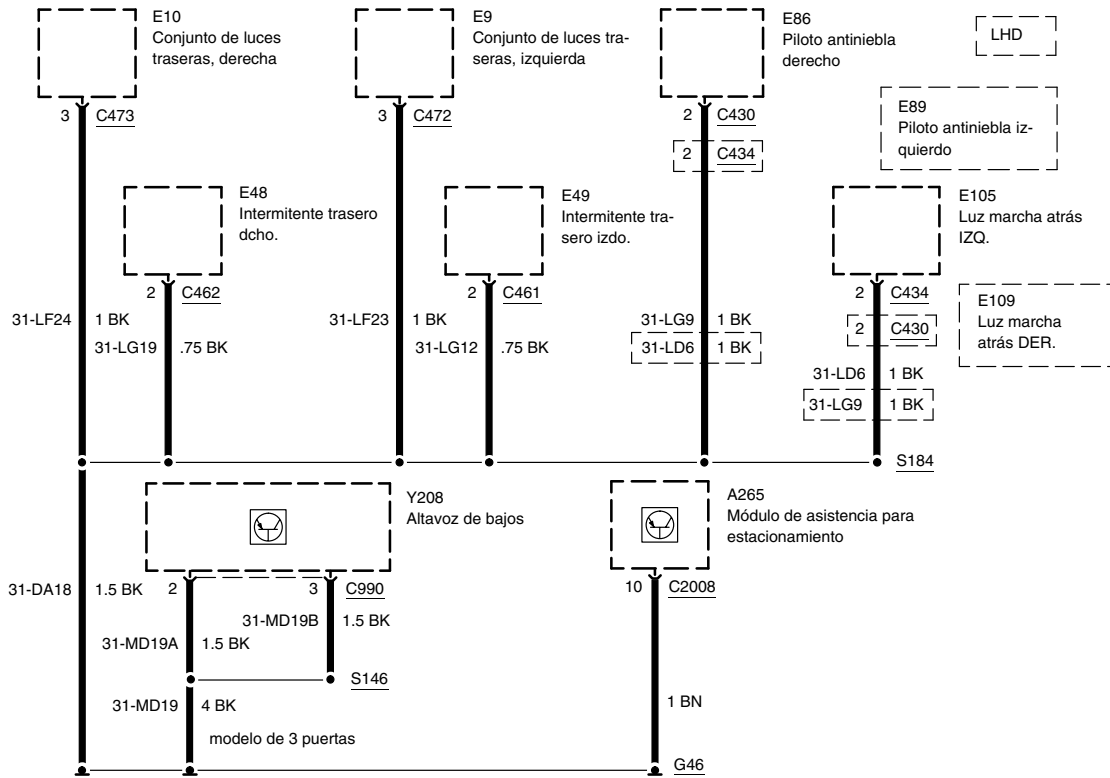 E10
Conjunto de luces
traseras, derecha
E9
Conjunto de luces tra-
seras, izquierda
E86
Piloto antiniebla
derecho
LHD
E89
Piloto antiniebla iz-
quierdo
3 C473
3 C472
2 C430
2 C434
E48
Intermitente trasero
dcho.
E49
Intermitente tra-
sero izdo.
E105
Luz marcha atrás
IZQ.
2 C462
2 C461
2 C434
2 C430
E109
Luz marcha
atrás DER.
31-LF24 1 BK
31-LG19 .75 BK
31-LF23 1 BK
31-LG12 .75 BK
31-LG9 1 BK
31-LD6 1 BK
31-LD6 1 BK
31-LG9 1 BK
S184
Y208
Altavoz de bajos
A265
Módulo de asistencia para
estacionamiento
31-DA18 1.5 BK
2
3 C990
10 C2008
31-MD19B 1.5 BK
31-MD19A 1.5 BK
S146
31-MD19 4 BK
1 BN
modelo de 3 puertas
G46